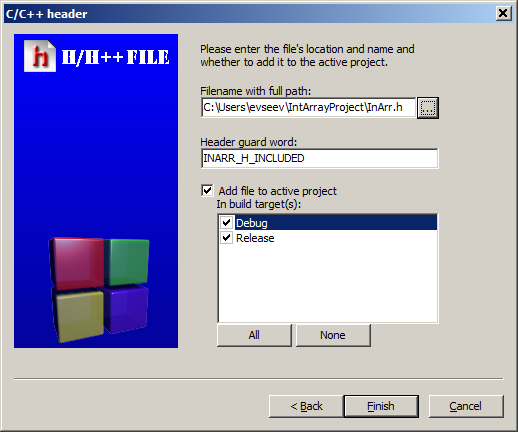 C/C++ header
H/H++ FILE
Please enter the file's location and name and
whether to add it to the active project.
Filename with full path:
C:\Users\evseev\IntArrayProject\InArr.h
...
Header guard word:
INARR_H_INCLUDED
Add file to active project
In build target(s):
Debug
Release
All
None
< Back
Finish
Cancel